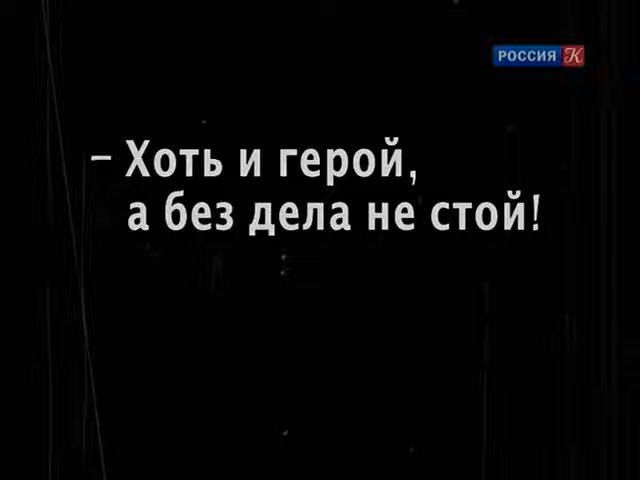 РОССИЯ К
– Хоть и герой,
а без дела не стой!